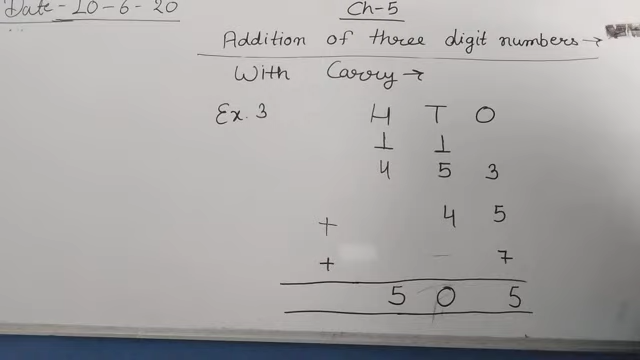 Date - 10-6-20
Ch-5
Addition of three digit numbers →
With Carry →
Ex. 3 H T O
1 1
4 5 3
+ 4 5
+ 7
5 0 5